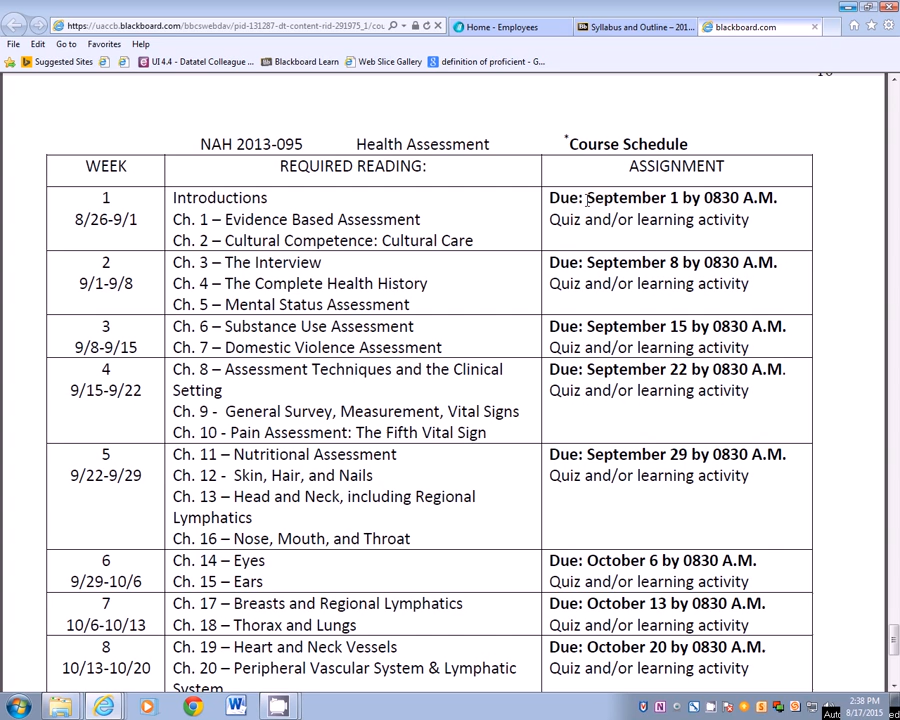 https://uaccb.blackboard.com/bbcswebdav/pid-131287-dt-content-rid-291975_1/cou
Home - Employees
Syllabus and Outline – 201...
blackboard.com
File Edit Go to Favorites Help
Suggested Sites
UI 4.4 - Datatel Colleague ...
Blackboard Learn
Web Slice Gallery
definition of proficient - G...
NAH 2013-095 Health Assessment *Course Schedule
WEEK REQUIRED READING: ASSIGNMENT
1 Introductions Due: September 1 by 0830 A.M.
8/26-9/1 Ch. 1 – Evidence Based Assessment Quiz and/or learning activity
Ch. 2 – Cultural Competence: Cultural Care
2 Ch. 3 – The Interview Due: September 8 by 0830 A.M.
9/1-9/8 Ch. 4 – The Complete Health History Quiz and/or learning activity
Ch. 5 – Mental Status Assessment
3 Ch. 6 – Substance Use Assessment Due: September 15 by 0830 A.M.
9/8-9/15 Ch. 7 – Domestic Violence Assessment Quiz and/or learning activity
4 Ch. 8 – Assessment Techniques and the Clinical Due: September 22 by 0830 A.M.
9/15-9/22 Setting Quiz and/or learning activity
Ch. 9 - General Survey, Measurement, Vital Signs
Ch. 10 - Pain Assessment: The Fifth Vital Sign
5 Ch. 11 – Nutritional Assessment Due: September 29 by 0830 A.M.
9/22-9/29 Ch. 12 - Skin, Hair, and Nails Quiz and/or learning activity
Ch. 13 – Head and Neck, including Regional
Lymphatics
Ch. 16 – Nose, Mouth, and Throat
6 Ch. 14 – Eyes Due: October 6 by 0830 A.M.
9/29-10/6 Ch. 15 – Ears Quiz and/or learning activity
7 Ch. 17 – Breasts and Regional Lymphatics Due: October 13 by 0830 A.M.
10/6-10/13 Ch. 18 – Thorax and Lungs Quiz and/or learning activity
8 Ch. 19 – Heart and Neck Vessels Due: October 20 by 0830 A.M.
10/13-10/20 Ch. 20 – Peripheral Vascular System & Lymphatic Quiz and/or learning activity
System
2:38 PM
8/17/2015